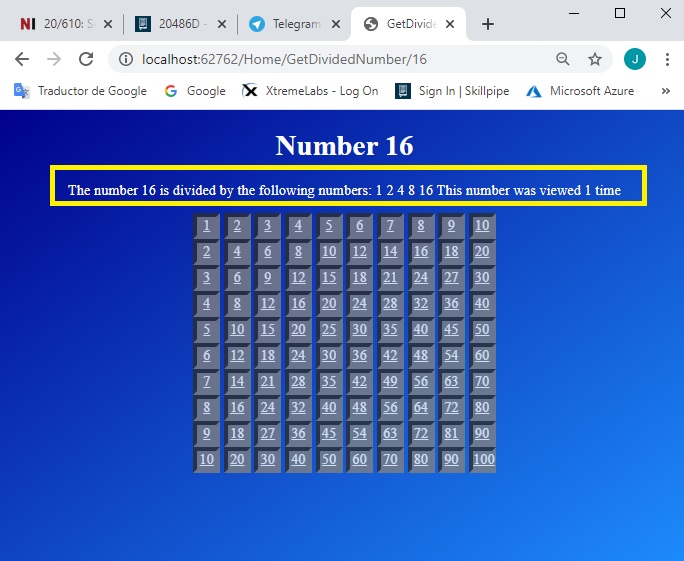 20/610: S
20486D -
Telegram
GetDivide
localhost:62762/Home/GetDividedNumber/16
J
Traductor de Google
Google
XtremeLabs - Log On
Sign In | Skillpipe
Microsoft Azure
»
Number 16
The number 16 is divided by the following numbers: 1 2 4 8 16 This number was viewed 1 time
1 2 3 4 5 6 7 8 9 10
2 4 6 8 10 12 14 16 18 20
3 6 9 12 15 18 21 24 27 30
4 8 12 16 20 24 28 32 36 40
5 10 15 20 25 30 35 40 45 50
6 12 18 24 30 36 42 48 54 60
7 14 21 28 35 42 49 56 63 70
8 16 24 32 40 48 56 64 72 80
9 18 27 36 45 54 63 72 81 90
10 20 30 40 50 60 70 80 90 100